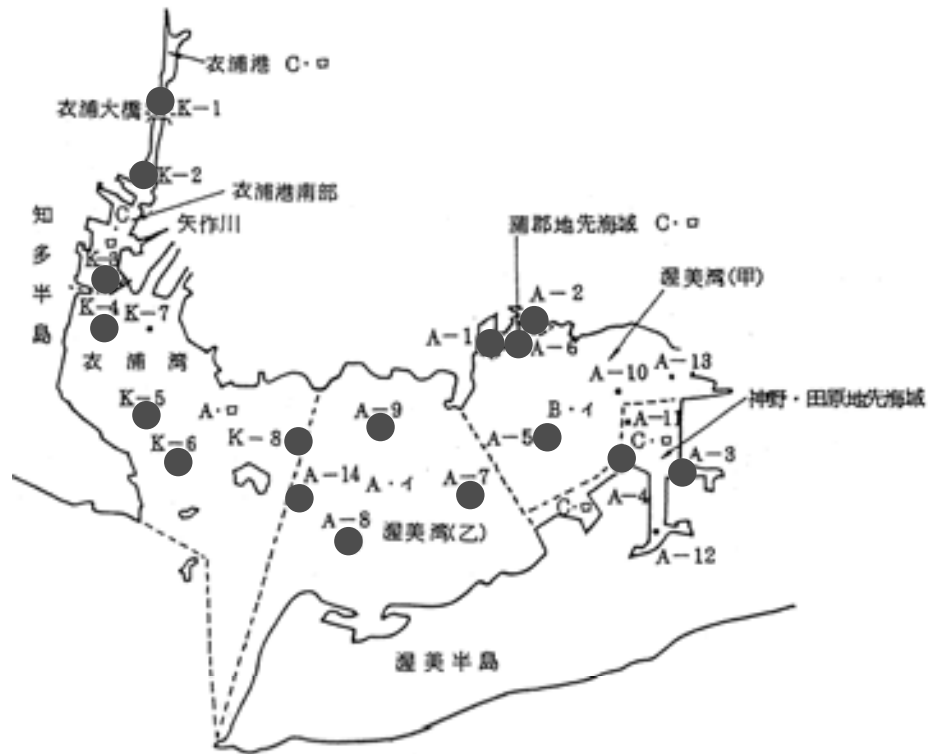 衣浦港 C・ロ
衣浦大橋
K-1
K-2
衣浦港南部
C・ロ
矢作川
知多半島
K-3
K-4
K-7
衣浦湾
K-5
A・ロ
K-6
K-8
蒲郡地先海域 C・ロ
A-2
渥美湾(甲)
A-1
A-6
A-13
A-10
神野・田原地先海域
A-9
B・イ
A-11
C・ロ
A-5
A-3
A-14
A・イ
A-7
A-4
C・ロ
A-8
渥美湾(乙)
A-12
渥美半島